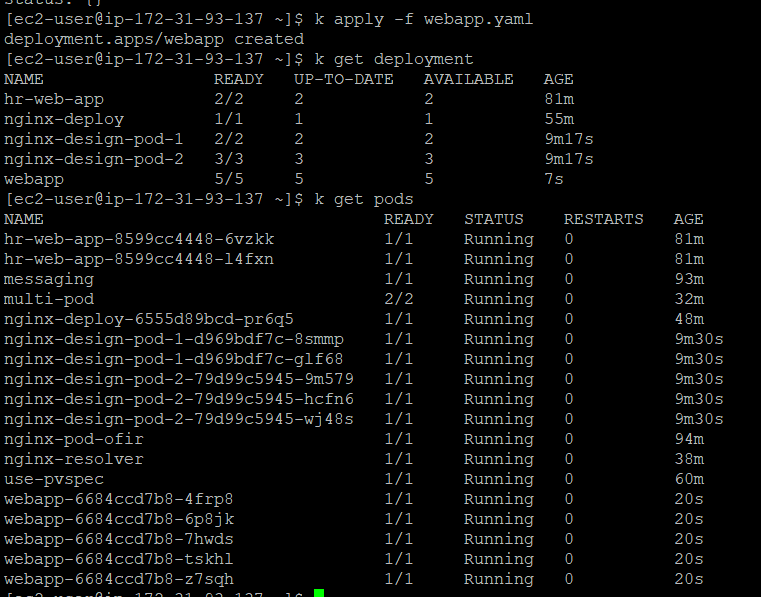 status: {}
[ec2-user@ip-172-31-93-137 ~]$ k apply -f webapp.yaml
deployment.apps/webapp created
[ec2-user@ip-172-31-93-137 ~]$ k get deployment
NAME READY UP-TO-DATE AVAILABLE AGE
hr-web-app 2/2 2 2 81m
nginx-deploy 1/1 1 1 55m
nginx-design-pod-1 2/2 2 2 9m17s
nginx-design-pod-2 3/3 3 3 9m17s
webapp 5/5 5 5 7s
[ec2-user@ip-172-31-93-137 ~]$ k get pods
NAME READY STATUS RESTARTS AGE
hr-web-app-8599cc4448-6vzkk 1/1 Running 0 81m
hr-web-app-8599cc4448-l4fxn 1/1 Running 0 81m
messaging 1/1 Running 0 93m
multi-pod 2/2 Running 0 32m
nginx-deploy-6555d89bcd-pr6q5 1/1 Running 0 48m
nginx-design-pod-1-d969bdf7c-8smmp 1/1 Running 0 9m30s
nginx-design-pod-1-d969bdf7c-glf68 1/1 Running 0 9m30s
nginx-design-pod-2-79d99c5945-9m579 1/1 Running 0 9m30s
nginx-design-pod-2-79d99c5945-hcfn6 1/1 Running 0 9m30s
nginx-design-pod-2-79d99c5945-wj48s 1/1 Running 0 9m30s
nginx-pod-ofir 1/1 Running 0 94m
nginx-resolver 1/1 Running 0 38m
use-pvspec 1/1 Running 0 60m
webapp-6684ccd7b8-4frp8 1/1 Running 0 20s
webapp-6684ccd7b8-6p8jk 1/1 Running 0 20s
webapp-6684ccd7b8-7hwds 1/1 Running 0 20s
webapp-6684ccd7b8-tskhl 1/1 Running 0 20s
webapp-6684ccd7b8-z7sqh 1/1 Running 0 20s
[ec2-user@ip-172-31-93-137 ~]$